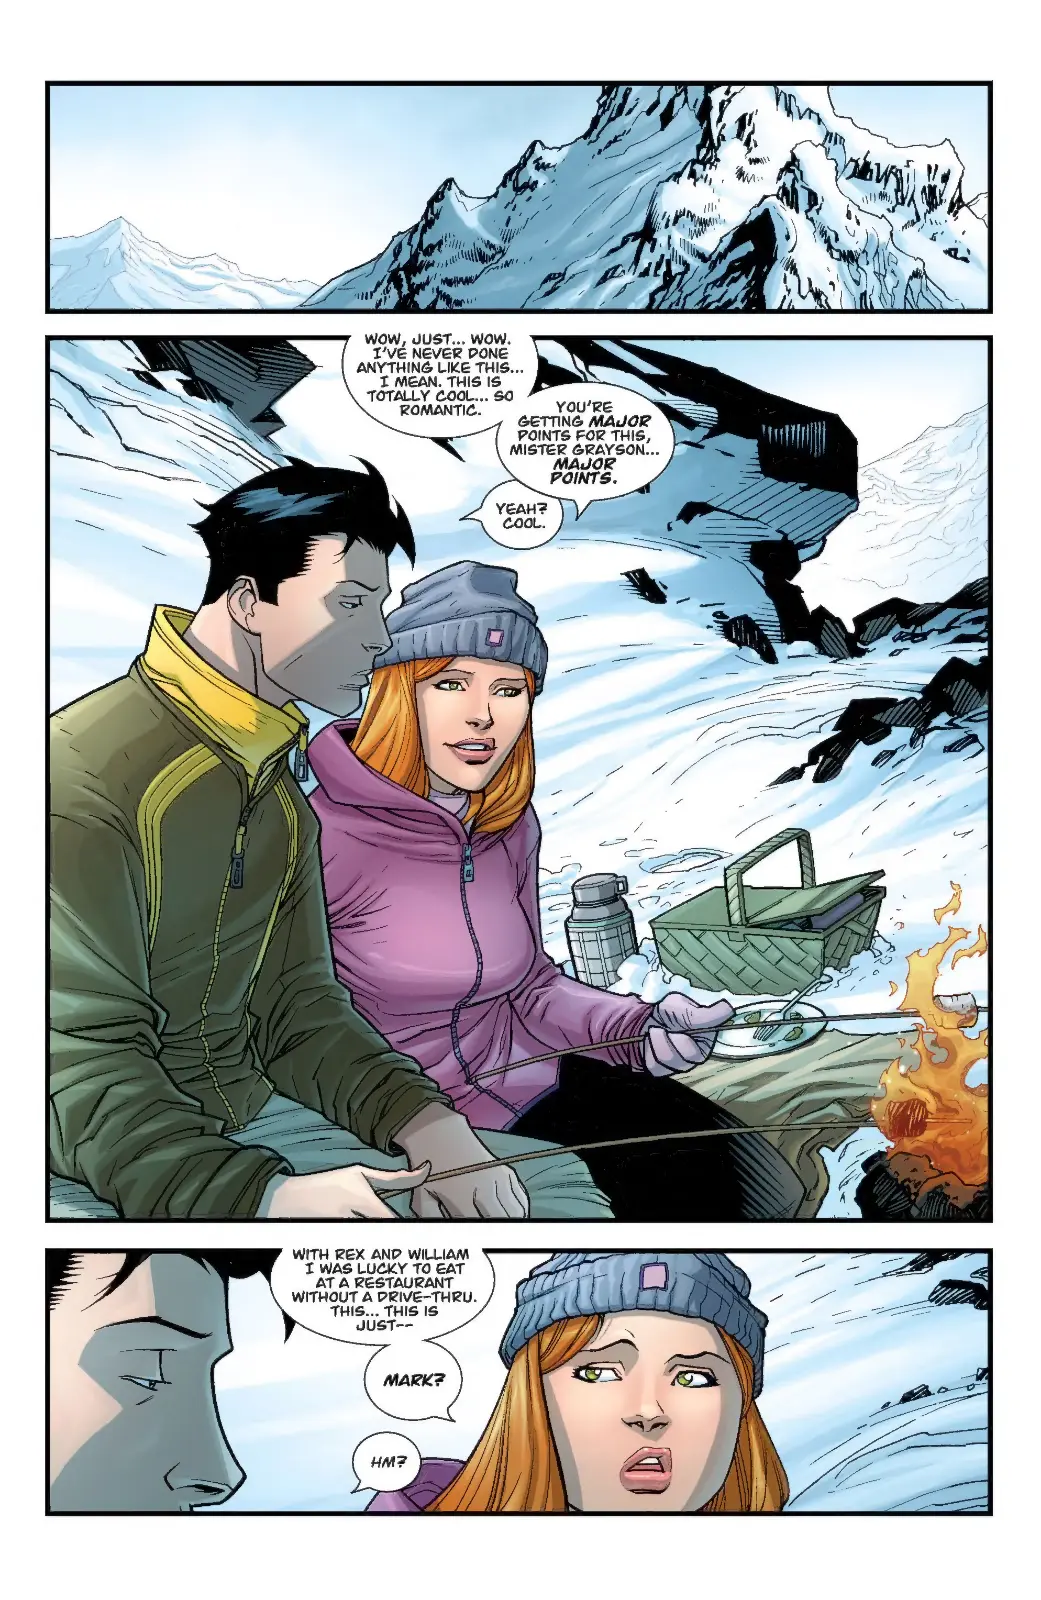 WOW, JUST... WOW.
I'VE NEVER DONE
ANYTHING LIKE THIS...
I MEAN. THIS IS
TOTALLY COOL... SO
ROMANTIC.
YOU'RE
GETTING MAJOR
POINTS FOR THIS,
MISTER GRAYSON...
MAJOR
POINTS.
YEAH?
COOL.
WITH REX AND WILLIAM
I WAS LUCKY TO EAT
AT A RESTAURANT
WITHOUT A DRIVE-THRU.
THIS... THIS IS
JUST--
MARK?
HM?